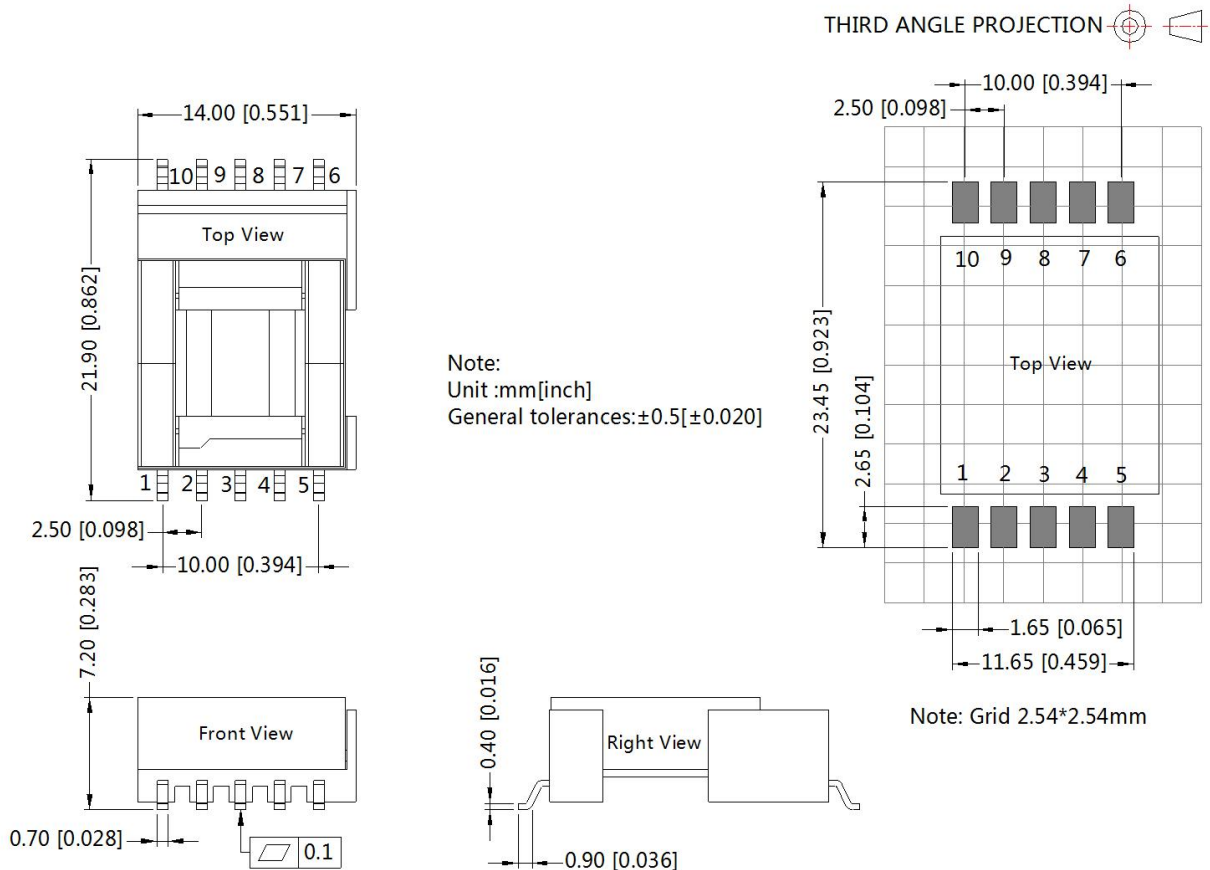 THIRD ANGLE PROJECTION
14.00 [0.551]
10 9 8 7 6
Top View
21.90 [0.862]
1 2 3 4 5
2.50 [0.098]
10.00 [0.394]
Note:
Unit :mm[inch]
General tolerances:±0.5[±0.020]
10.00 [0.394]
2.50 [0.098]
10 9 8 7 6
Top View
23.45 [0.923]
2.65 [0.104]
1 2 3 4 5
1.65 [0.065]
11.65 [0.459]
Note: Grid 2.54*2.54mm
7.20 [0.283]
Front View
0.70 [0.028]
0.1
0.40 [0.016]
Right View
0.90 [0.036]